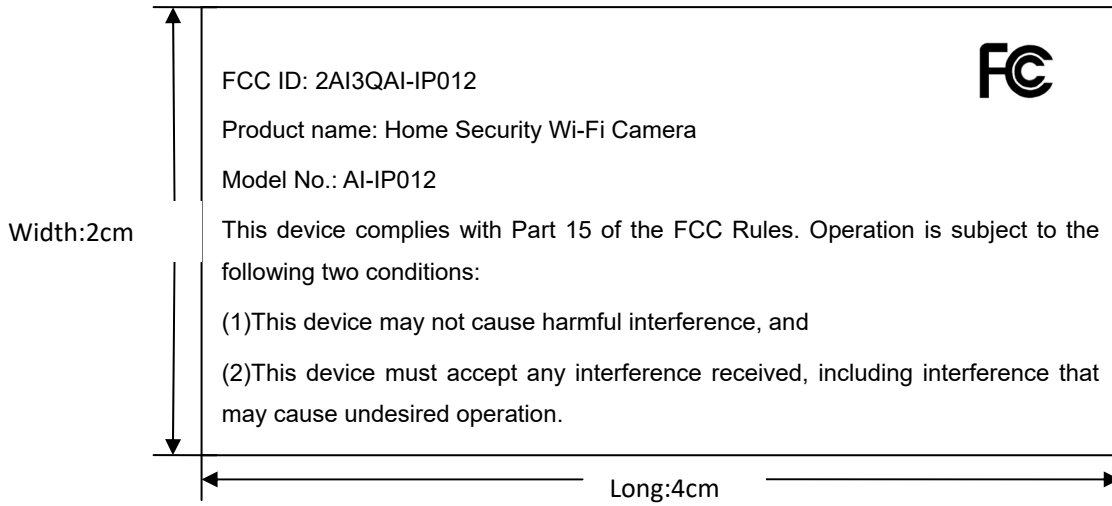 FC
FCC ID: 2AI3QAI-IP012
Product name: Home Security Wi-Fi Camera
Model No.: AI-IP012
Width:2cm
This device complies with Part 15 of the FCC Rules. Operation is subject to the
following two conditions:
(1)This device may not cause harmful interference, and
(2)This device must accept any interference received, including interference that
may cause undesired operation.
Long:4cm